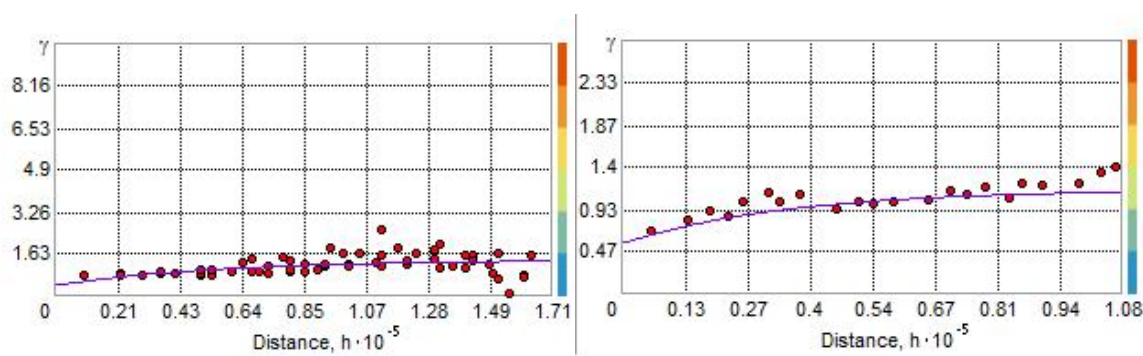 γ
8.16
6.53
4.9
3.26
1.63
0 0.21 0.43 0.64 0.85 1.07 1.28 1.49 1.71
Distance, h · 10⁻⁵
γ
2.33
1.87
1.4
0.93
0.47
0 0.13 0.27 0.4 0.54 0.67 0.81 0.94 1.08
Distance, h · 10⁻⁵